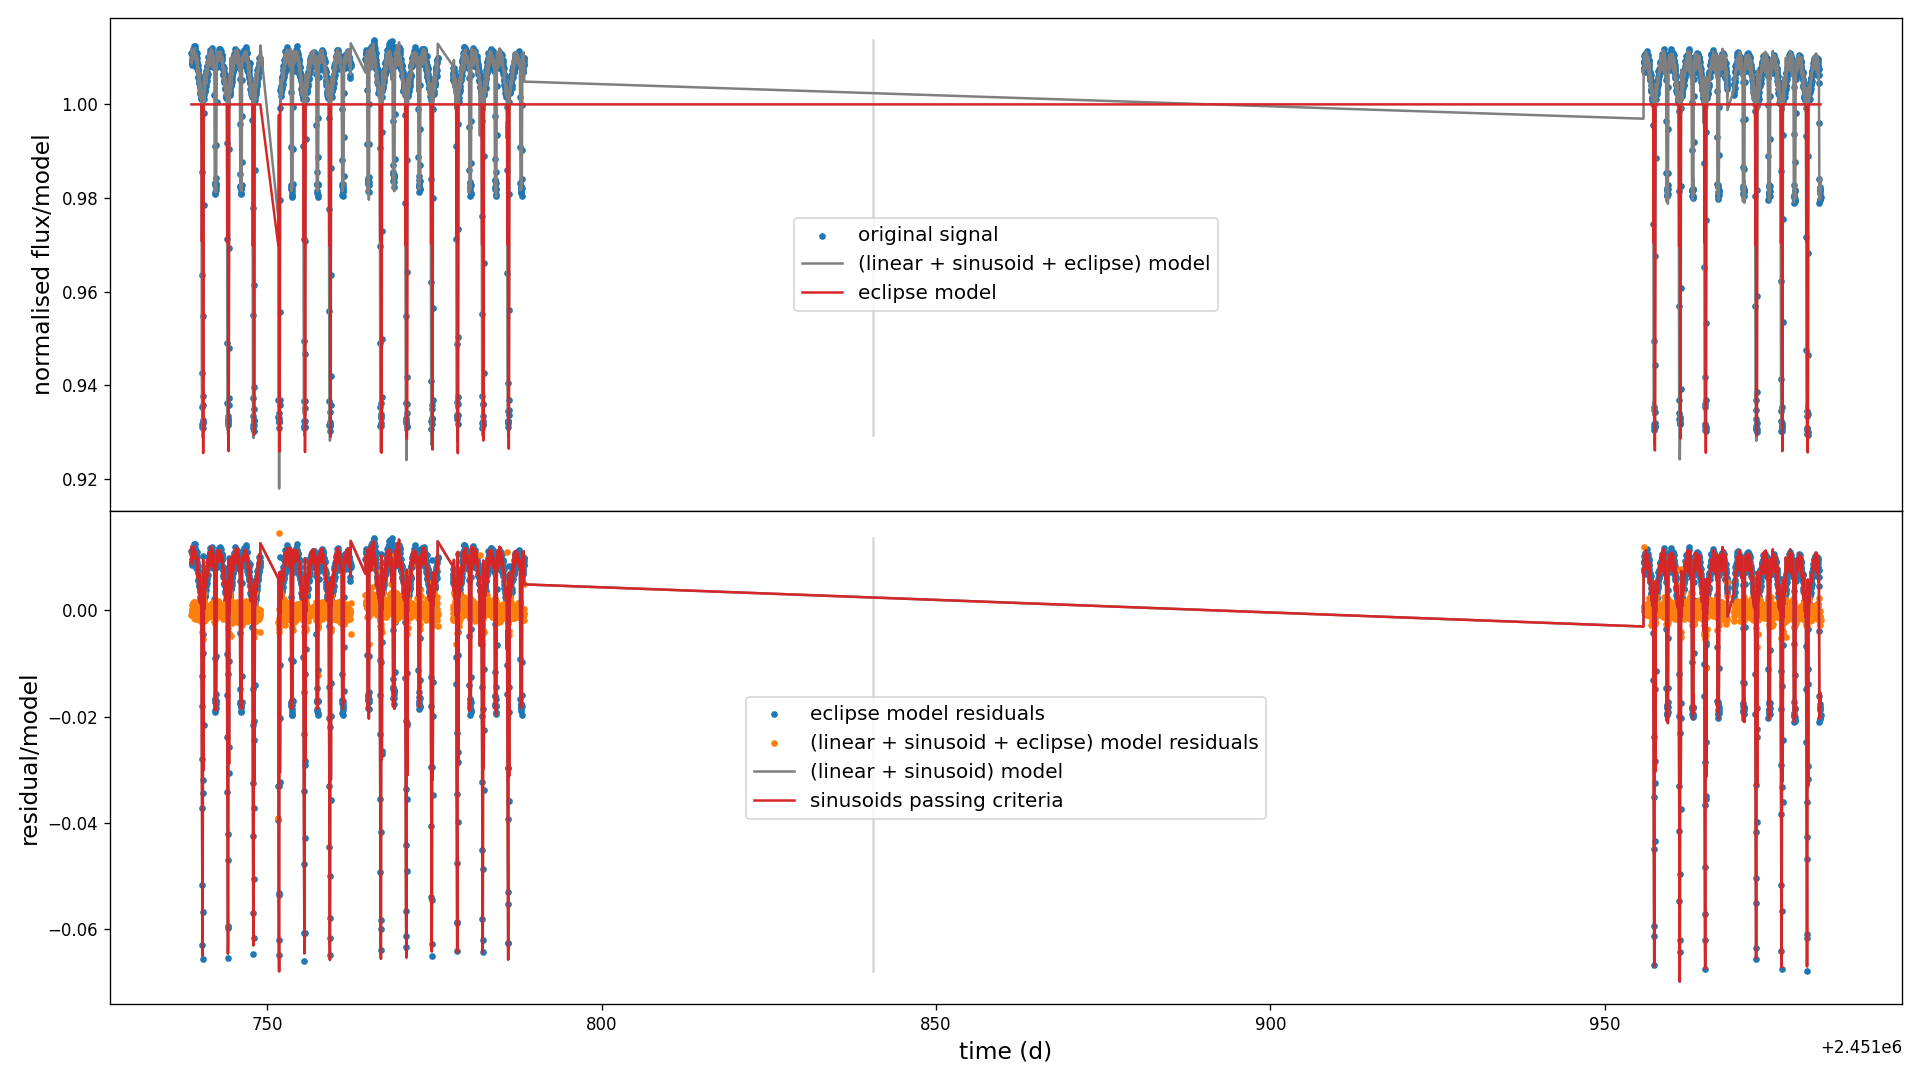 normalised flux/model
1.00
0.98
0.96
0.94
0.92
original signal
(linear + sinusoid + eclipse) model
eclipse model
residual/model
0.00
−0.02
−0.04
−0.06
eclipse model residuals
(linear + sinusoid + eclipse) model residuals
(linear + sinusoid) model
sinusoids passing criteria
750
800
850
900
950
time (d)
+2.451e6